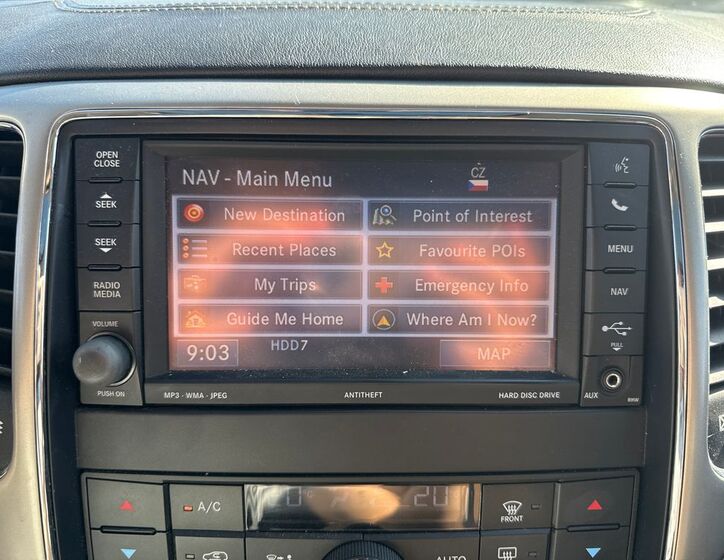 OPEN
CLOSE
SEEK
SEEK
RADIO
MEDIA
VOLUME
PUSH ON
NAV - Main Menu
CZ
New Destination
Point of Interest
Recent Places
Favourite POIs
My Trips
Emergency Info
Guide Me Home
Where Am I Now?
9:03
HDD7
MAP
MENU
NAV
PULL
AUX
RHW
MP3 - WMA - JPEG
ANTITHEFT
HARD DISC DRIVE
A/C
20
FRONT
AUTO